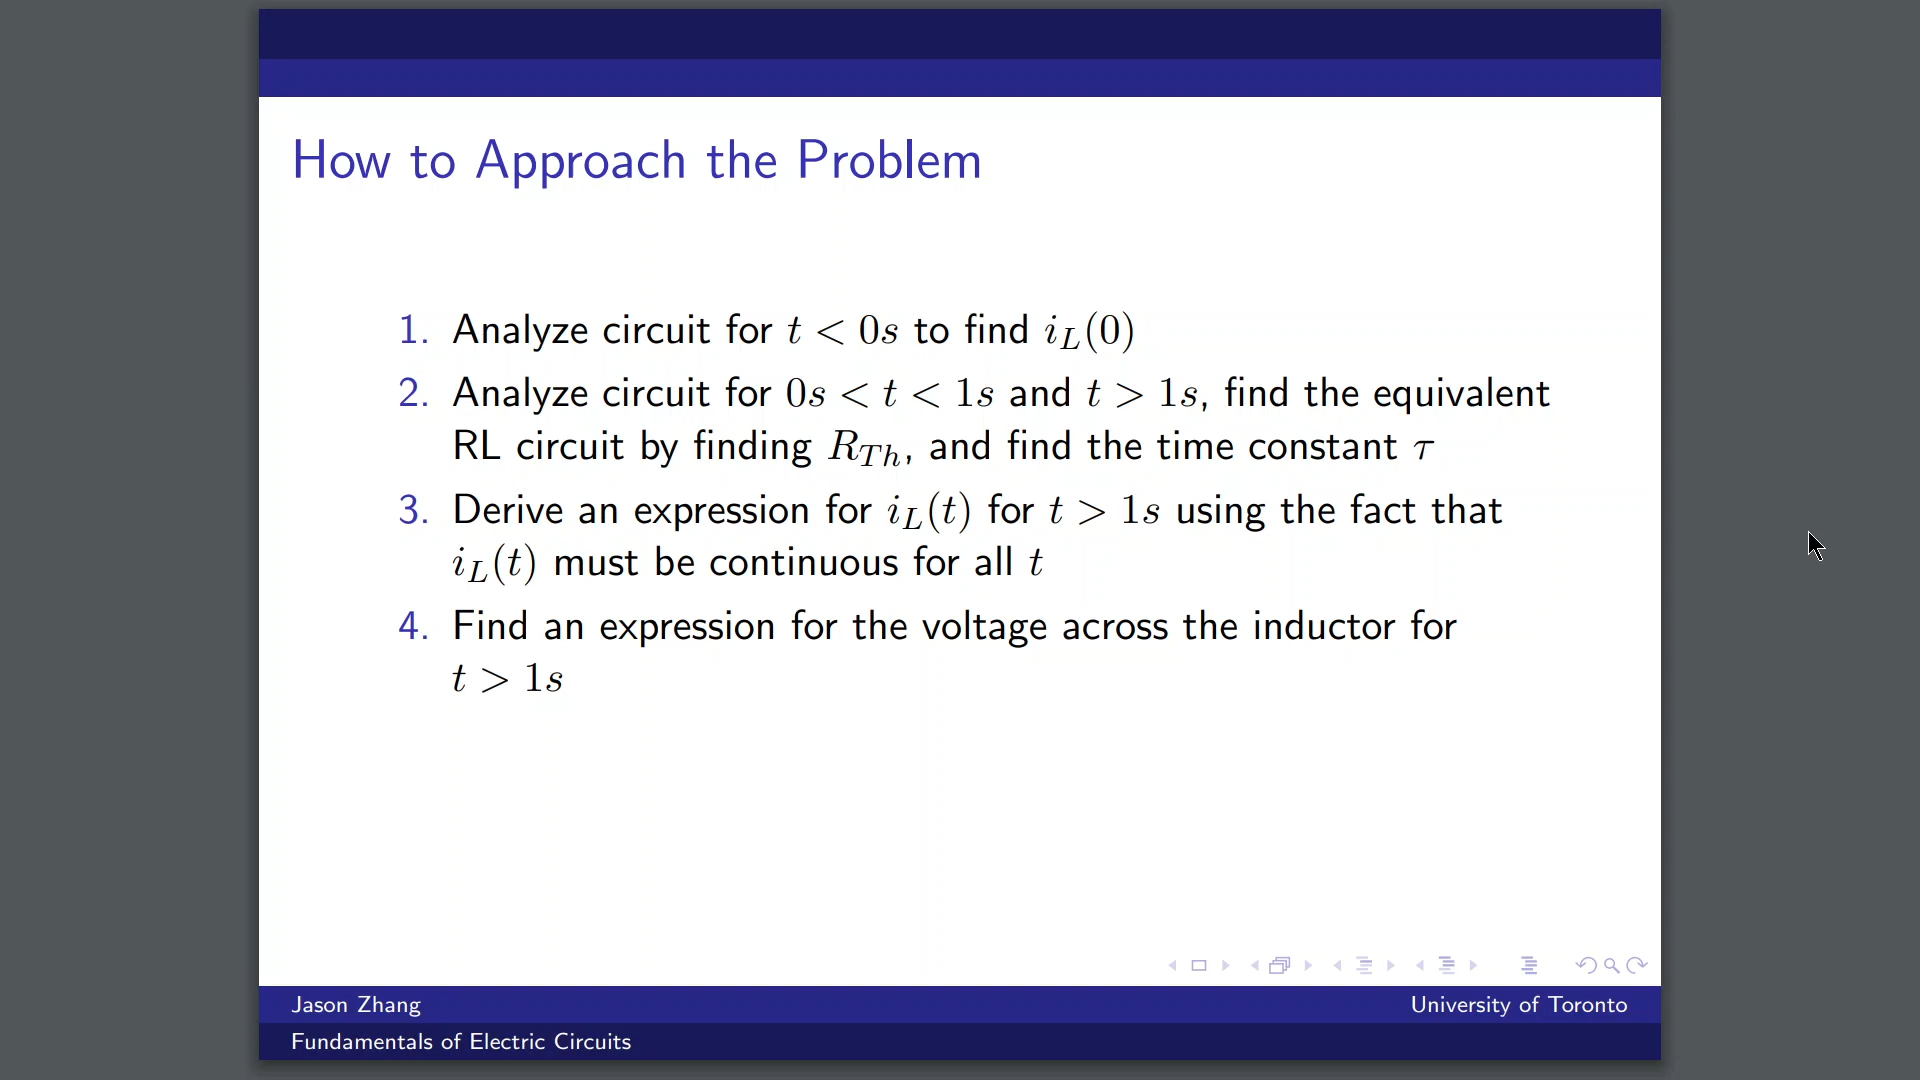 How to Approach the Problem
1. Analyze circuit for t < 0s to find i_L(0)
2. Analyze circuit for 0s < t < 1s and t > 1s, find the equivalent
RL circuit by finding R_{Th}, and find the time constant τ
3. Derive an expression for i_L(t) for t > 1s using the fact that
i_L(t) must be continuous for all t
4. Find an expression for the voltage across the inductor for
t > 1s
Jason Zhang
University of Toronto
Fundamentals of Electric Circuits